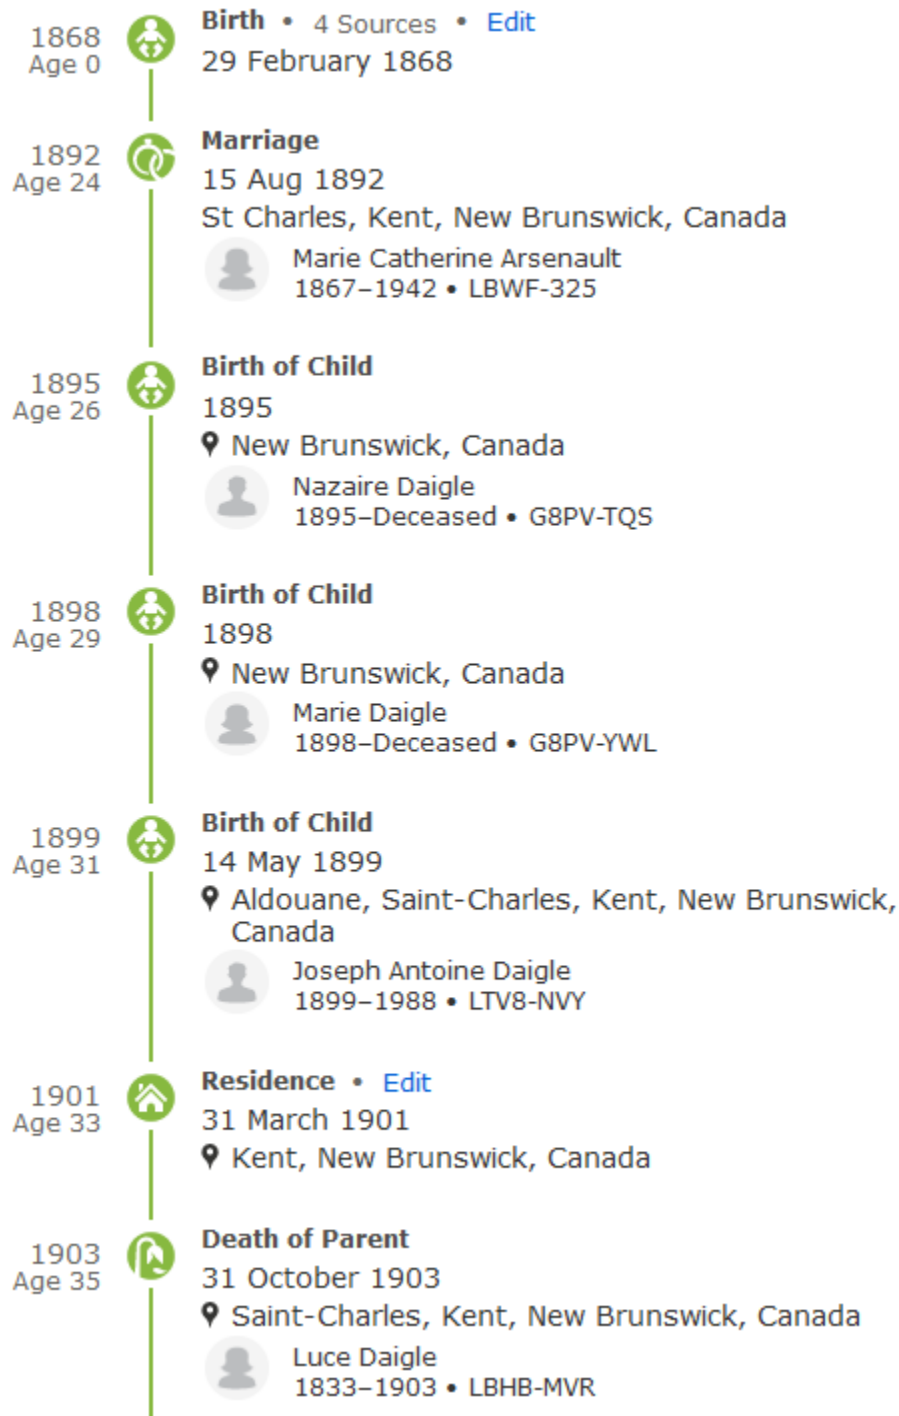 1868
Age 0
Birth • 4 Sources • Edit
29 February 1868
1892
Age 24
Marriage
15 Aug 1892
St Charles, Kent, New Brunswick, Canada
Marie Catherine Arsenault
1867–1942 • LBWF-325
1895
Age 26
Birth of Child
1895
New Brunswick, Canada
Nazaire Daigle
1895–Deceased • G8PV-TQS
1898
Age 29
Birth of Child
1898
New Brunswick, Canada
Marie Daigle
1898–Deceased • G8PV-YWL
1899
Age 31
Birth of Child
14 May 1899
Aldouane, Saint-Charles, Kent, New Brunswick,
Canada
Joseph Antoine Daigle
1899–1988 • LTV8-NVY
1901
Age 33
Residence • Edit
31 March 1901
Kent, New Brunswick, Canada
1903
Age 35
Death of Parent
31 October 1903
Saint-Charles, Kent, New Brunswick, Canada
Luce Daigle
1833–1903 • LBHB-MVR